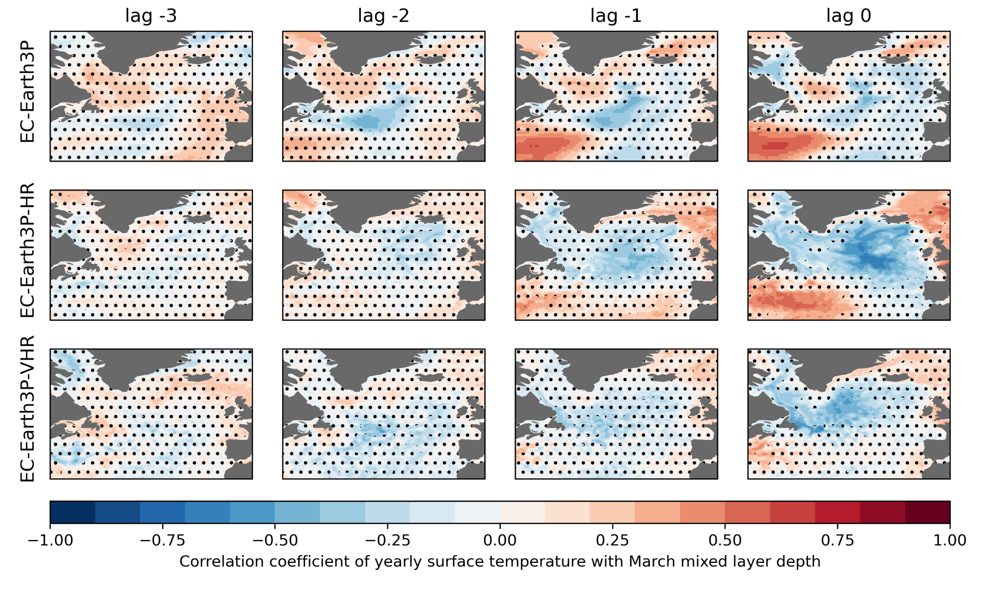 lag -3 lag -2 lag -1 lag 0
EC-Earth3P
EC-Earth3P-HR
EC-Earth3P-VHR
−1.00 −0.75 −0.50 −0.25 0.00 0.25 0.50 0.75 1.00
Correlation coefficient of yearly surface temperature with March mixed layer depth